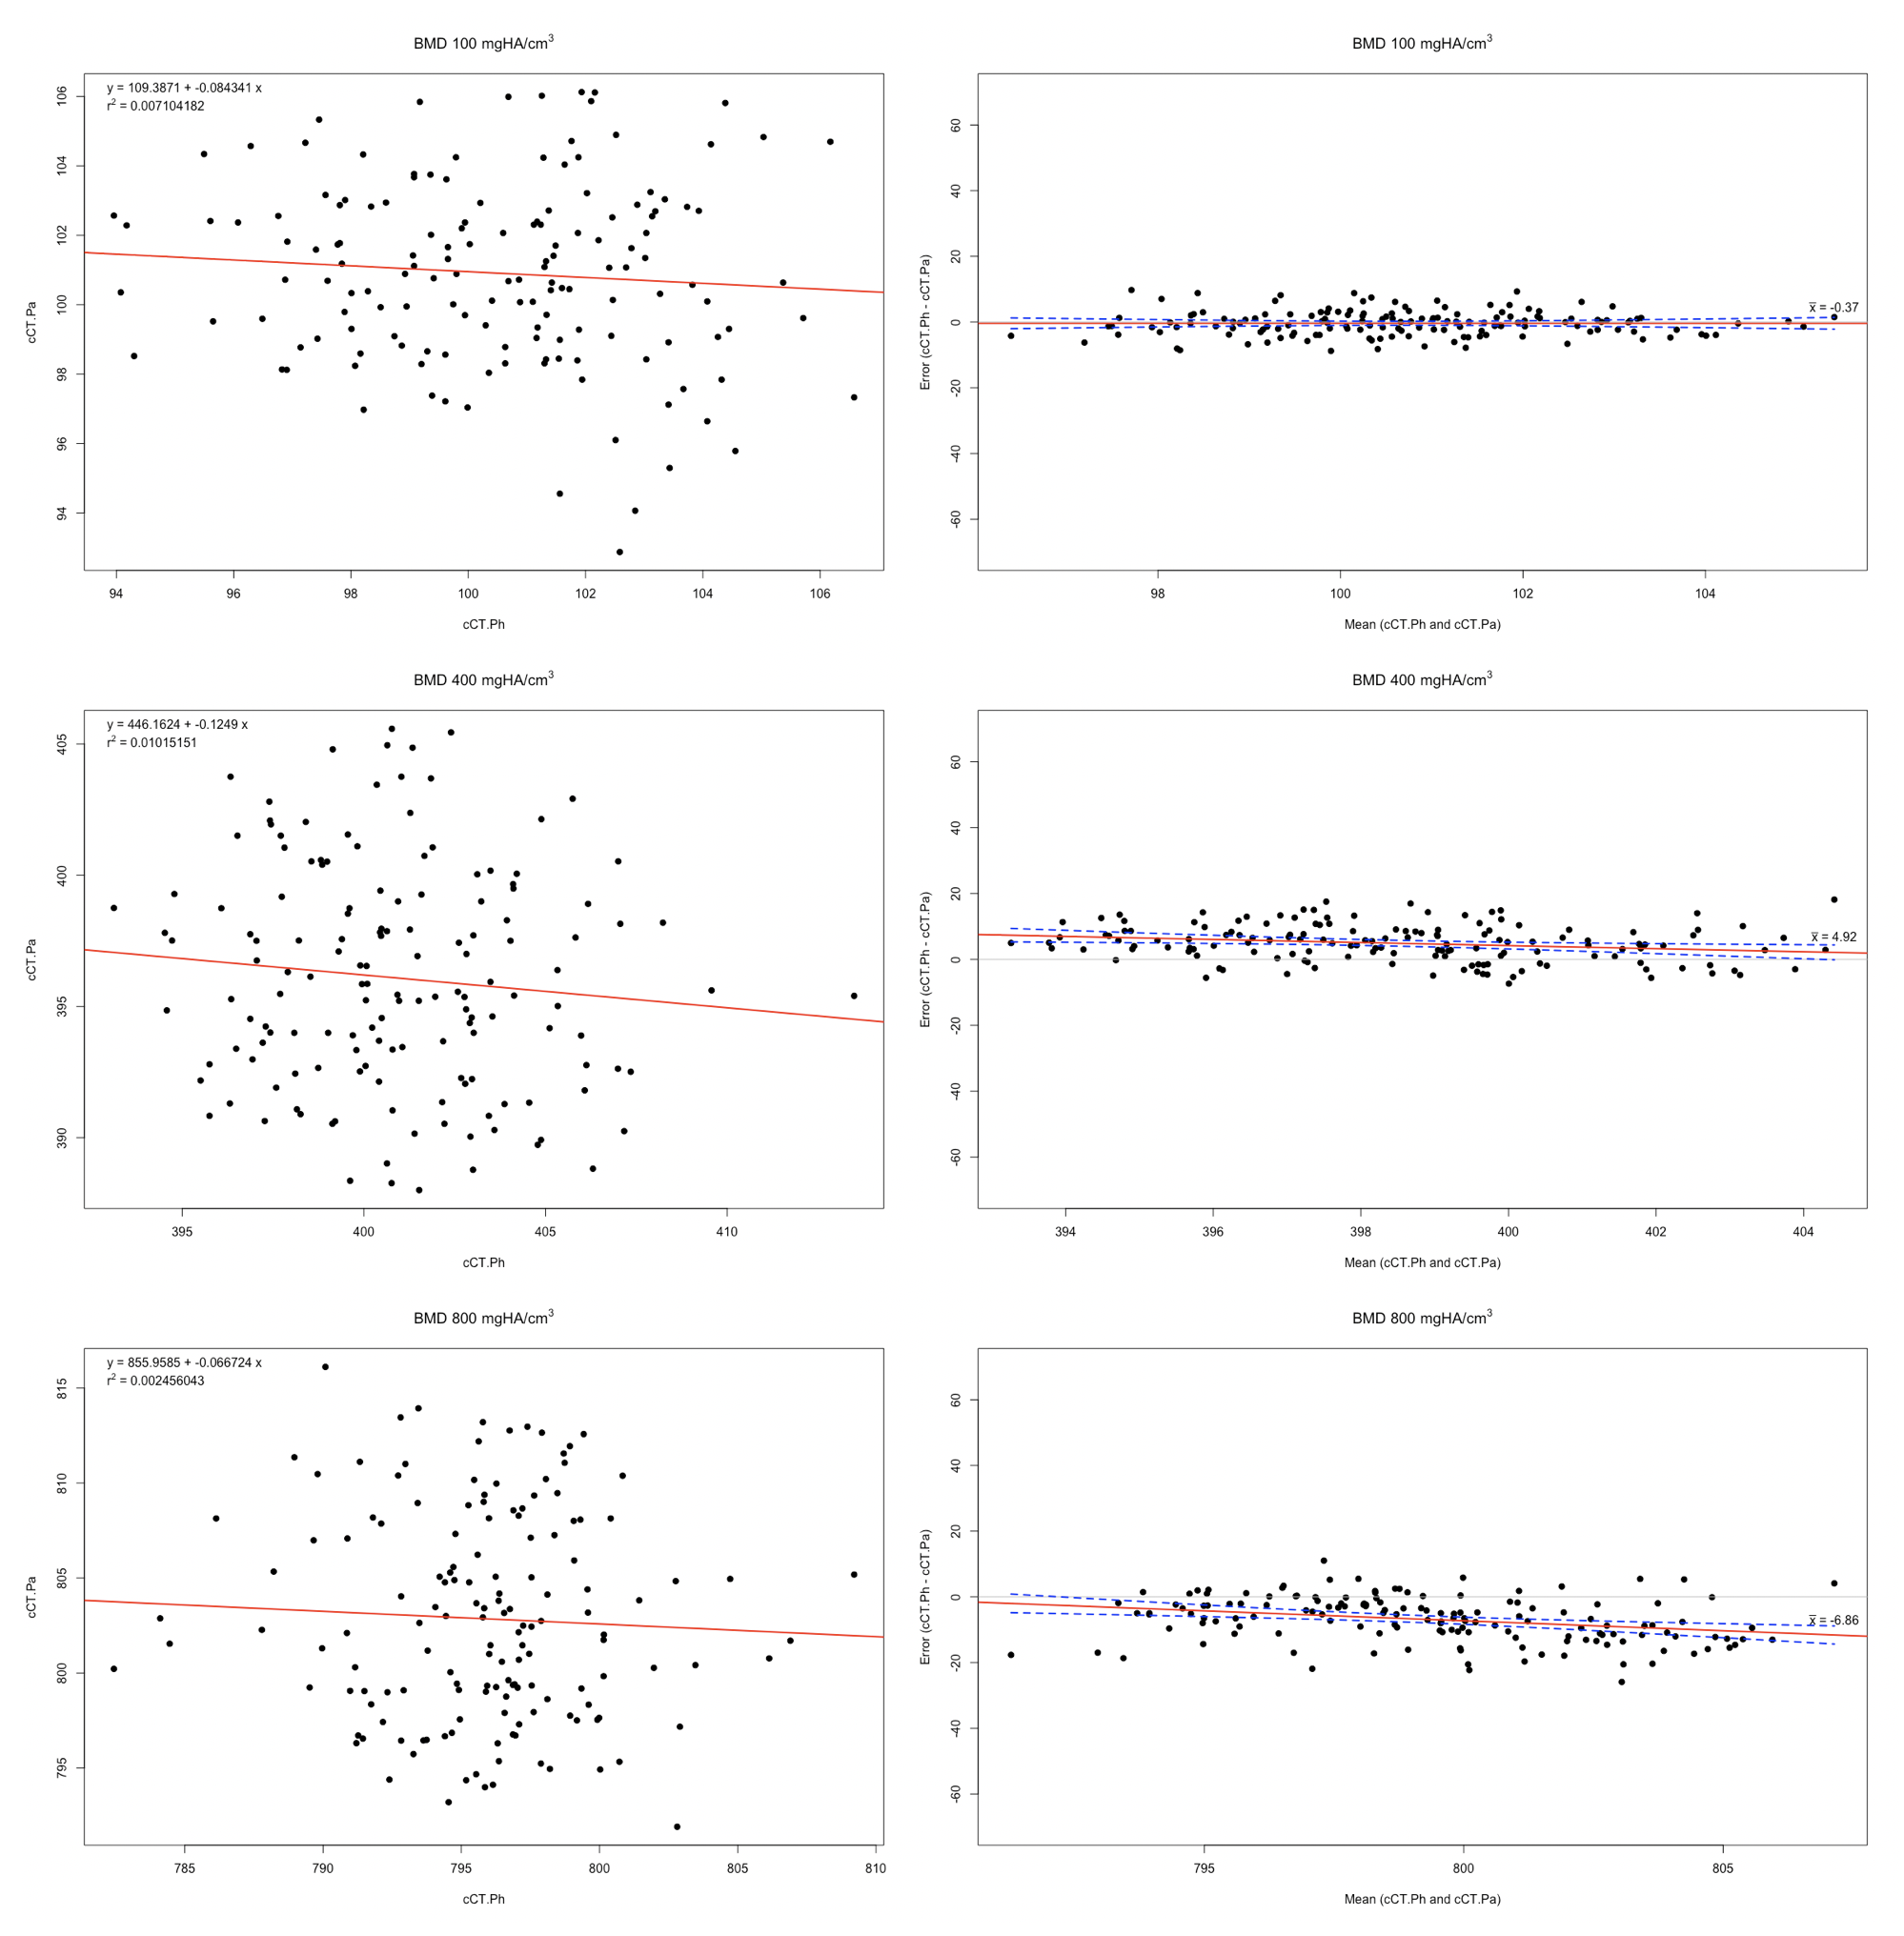 BMD 100 mgHA/cm³
y = 109.3871 + -0.084341 x
r² = 0.007104182
106
104
102
100
98
96
94
cCT.Pa
94 96 98 100 102 104 106
cCT.Ph
BMD 100 mgHA/cm³
60
40
20
0
-20
-40
-60
Error (cCT.Ph - cCT.Pa)
x̅ = -0.37
98 100 102 104
Mean (cCT.Ph and cCT.Pa)
BMD 400 mgHA/cm³
y = 446.1624 + -0.1249 x
r² = 0.01015151
405
400
395
390
cCT.Pa
395 400 405 410
cCT.Ph
BMD 400 mgHA/cm³
60
40
20
0
-20
-40
-60
Error (cCT.Ph - cCT.Pa)
x̅ = 4.92
394 396 398 400 402 404
Mean (cCT.Ph and cCT.Pa)
BMD 800 mgHA/cm³
y = 855.9585 + -0.066724 x
r² = 0.002456043
815
810
805
800
795
cCT.Pa
785 790 795 800 805 810
cCT.Ph
BMD 800 mgHA/cm³
60
40
20
0
-20
-40
-60
Error (cCT.Ph - cCT.Pa)
x̅ = -6.86
795 800 805
Mean (cCT.Ph and cCT.Pa)